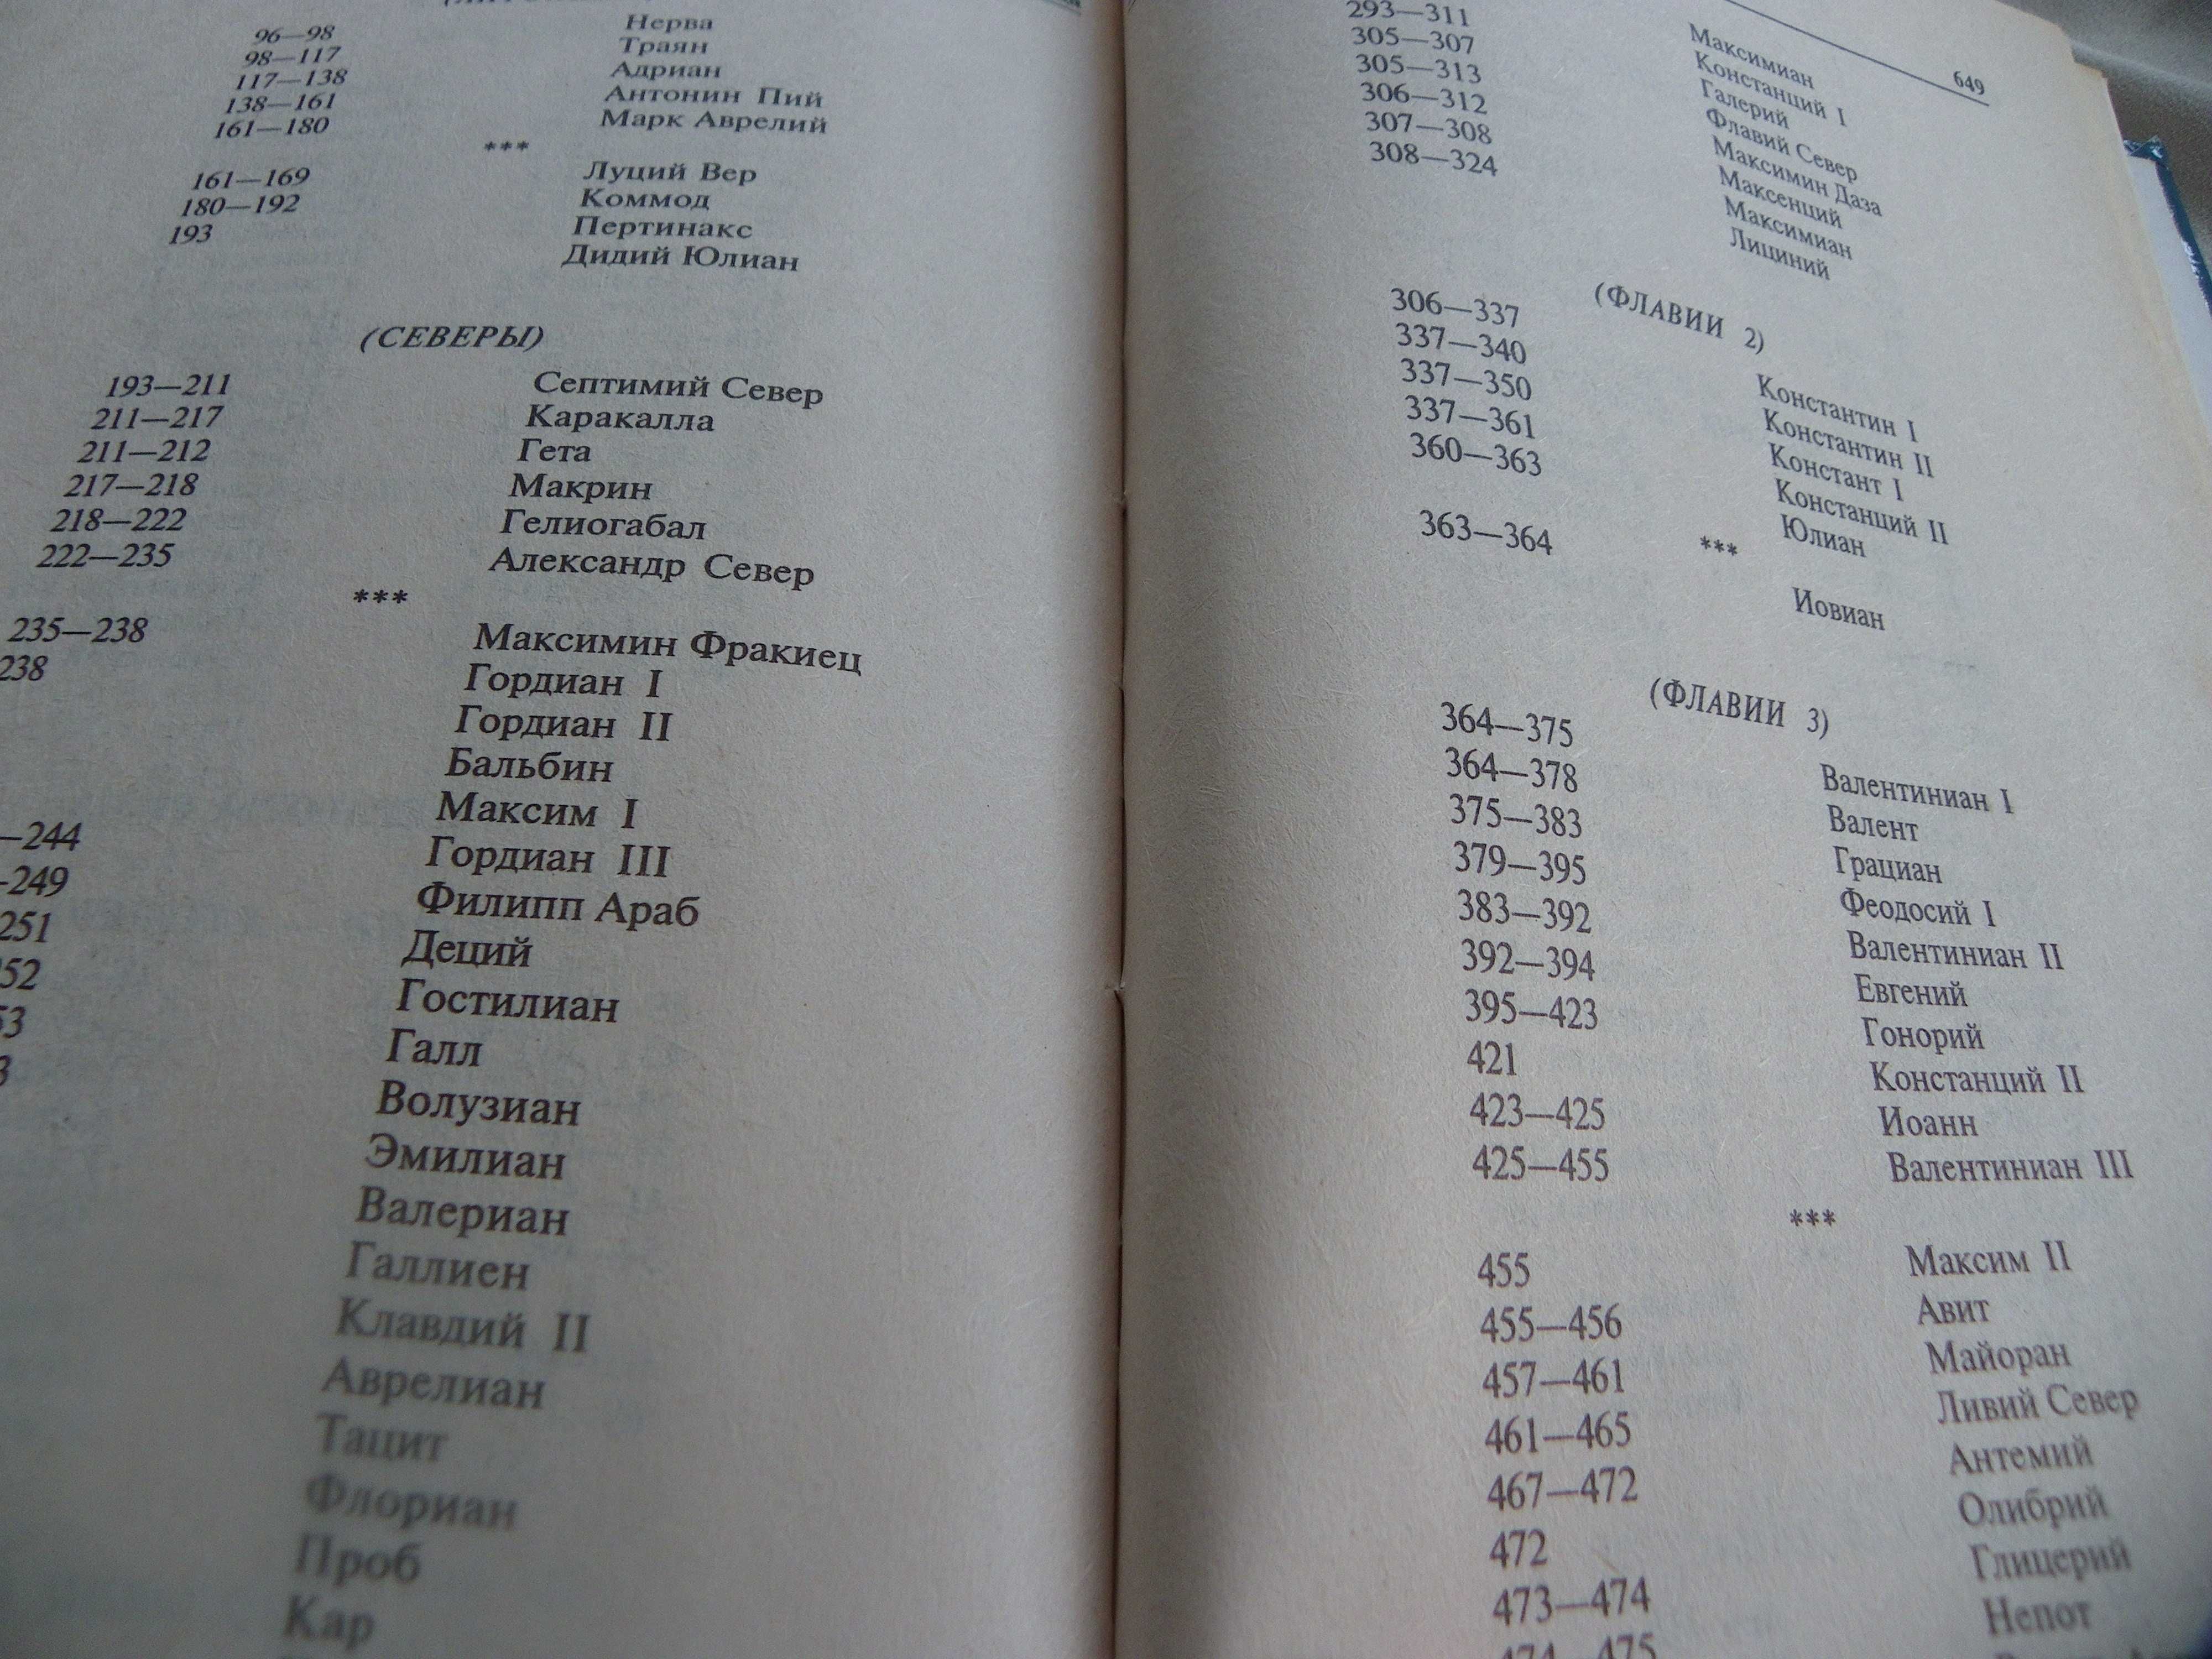 96—98 Нерва
98—117 Траян
117—138 Адриан
138—161 Антонин Пий
161—180 Марк Аврелий
***
161—169 Луций Вер
180—192 Коммод
193 Пертинакс
Дидий Юлиан
(СЕВЕРЫ)
193—211 Септимий Север
211—217 Каракалла
211—212 Гета
217—218 Макрин
218—222 Гелиогабал
222—235 Александр Север
***
235—238 Максимин Фракиец
238 Гордиан I
Гордиан II
Бальбин
Максим I
—244 Гордиан III
—249 Филипп Араб
251 Деций
52 Гостилиан
53 Галл
3 Волузиан
Эмилиан
Валериан
Галлиен
Клавдий II
Аврелиан
Тацит
Флориан
Проб
Кар
649
Максимиан
Констанций I
293—311 Галерий
305—307 Флавий Север
305—313 Максимин Даза
306—312 Максенций
307—308 Максимиан
308—324 Лициний
(ФЛАВИИ 2)
306—337 Константин I
337—340 Константин II
337—350 Констант I
337—361 Констанций II
360—363 Юлиан
***
363—364 Иовиан
(ФЛАВИИ 3)
364—375 Валентиниан I
364—378 Валент
375—383 Грациан
379—395 Феодосий I
383—392 Валентиниан II
392—394 Евгений
395—423 Гонорий
421 Констанций II
423—425 Иоанн
425—455 Валентиниан III
***
455 Максим II
455—456 Авит
457—461 Майоран
461—465 Ливий Север
467—472 Антемий
472 Олибрий
473—474 Глицерий
474—475 Непот